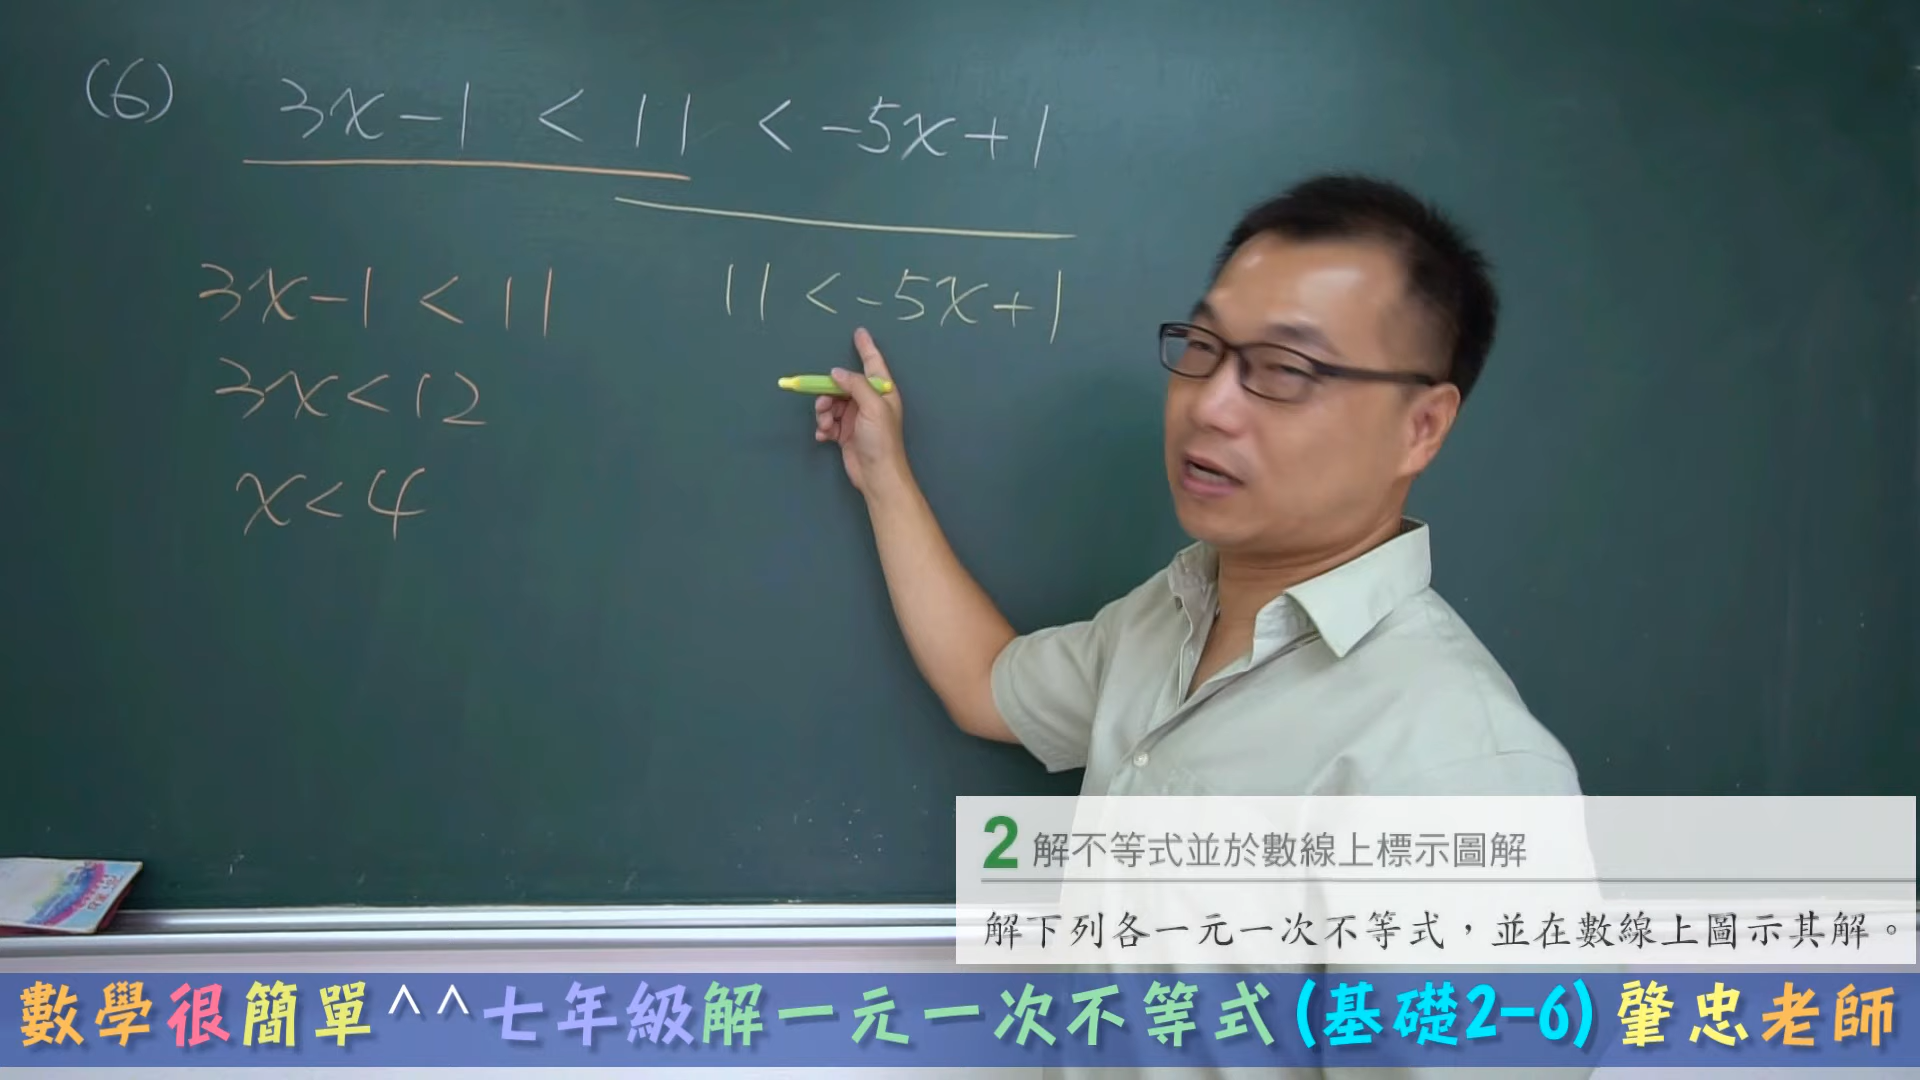 (6) 3x-1 < 11 < -5x+1
3x-1 < 11
11 < -5x+1
3x < 12
x < 4
2 解不等式並於數線上標示圖解
解下列各一元一次不等式，並在數線上圖示其解。
數學很簡單^^七年級解一元一次不等式(基礎2-6)肇忠老師